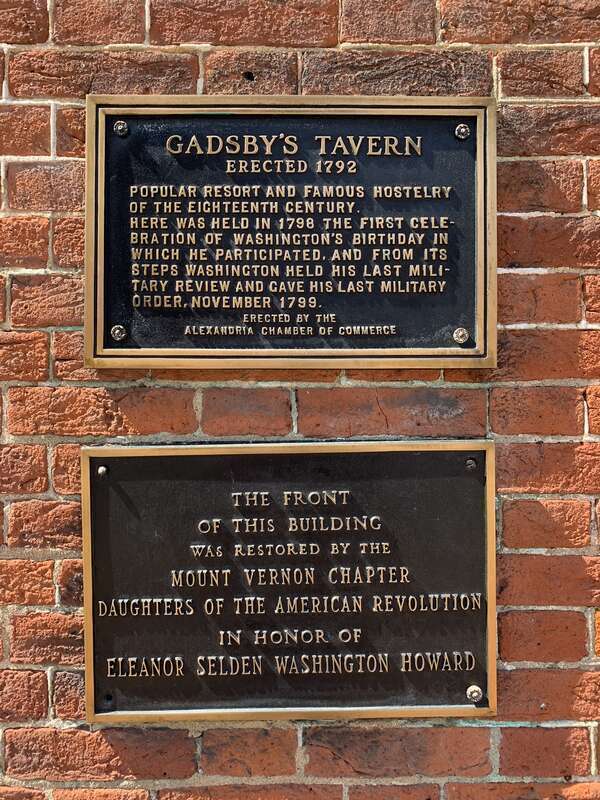 GADSBY'S TAVERN
ERECTED 1792
POPULAR RESORT AND FAMOUS HOSTELRY
OF THE EIGHTEENTH CENTURY.
HERE WAS HELD IN 1798 THE FIRST CELE-
BRATION OF WASHINGTON'S BIRTHDAY IN
WHICH HE PARTICIPATED, AND FROM ITS
STEPS WASHINGTON HELD HIS LAST MILI-
TARY REVIEW AND GAVE HIS LAST MILITARY
ORDER, NOVEMBER 1799.
ERECTED BY THE
ALEXANDRIA CHAMBER OF COMMERCE
THE FRONT
OF THIS BUILDING
WAS RESTORED BY THE
MOUNT VERNON CHAPTER
DAUGHTERS OF THE AMERICAN REVOLUTION
IN HONOR OF
ELEANOR SELDEN WASHINGTON HOWARD